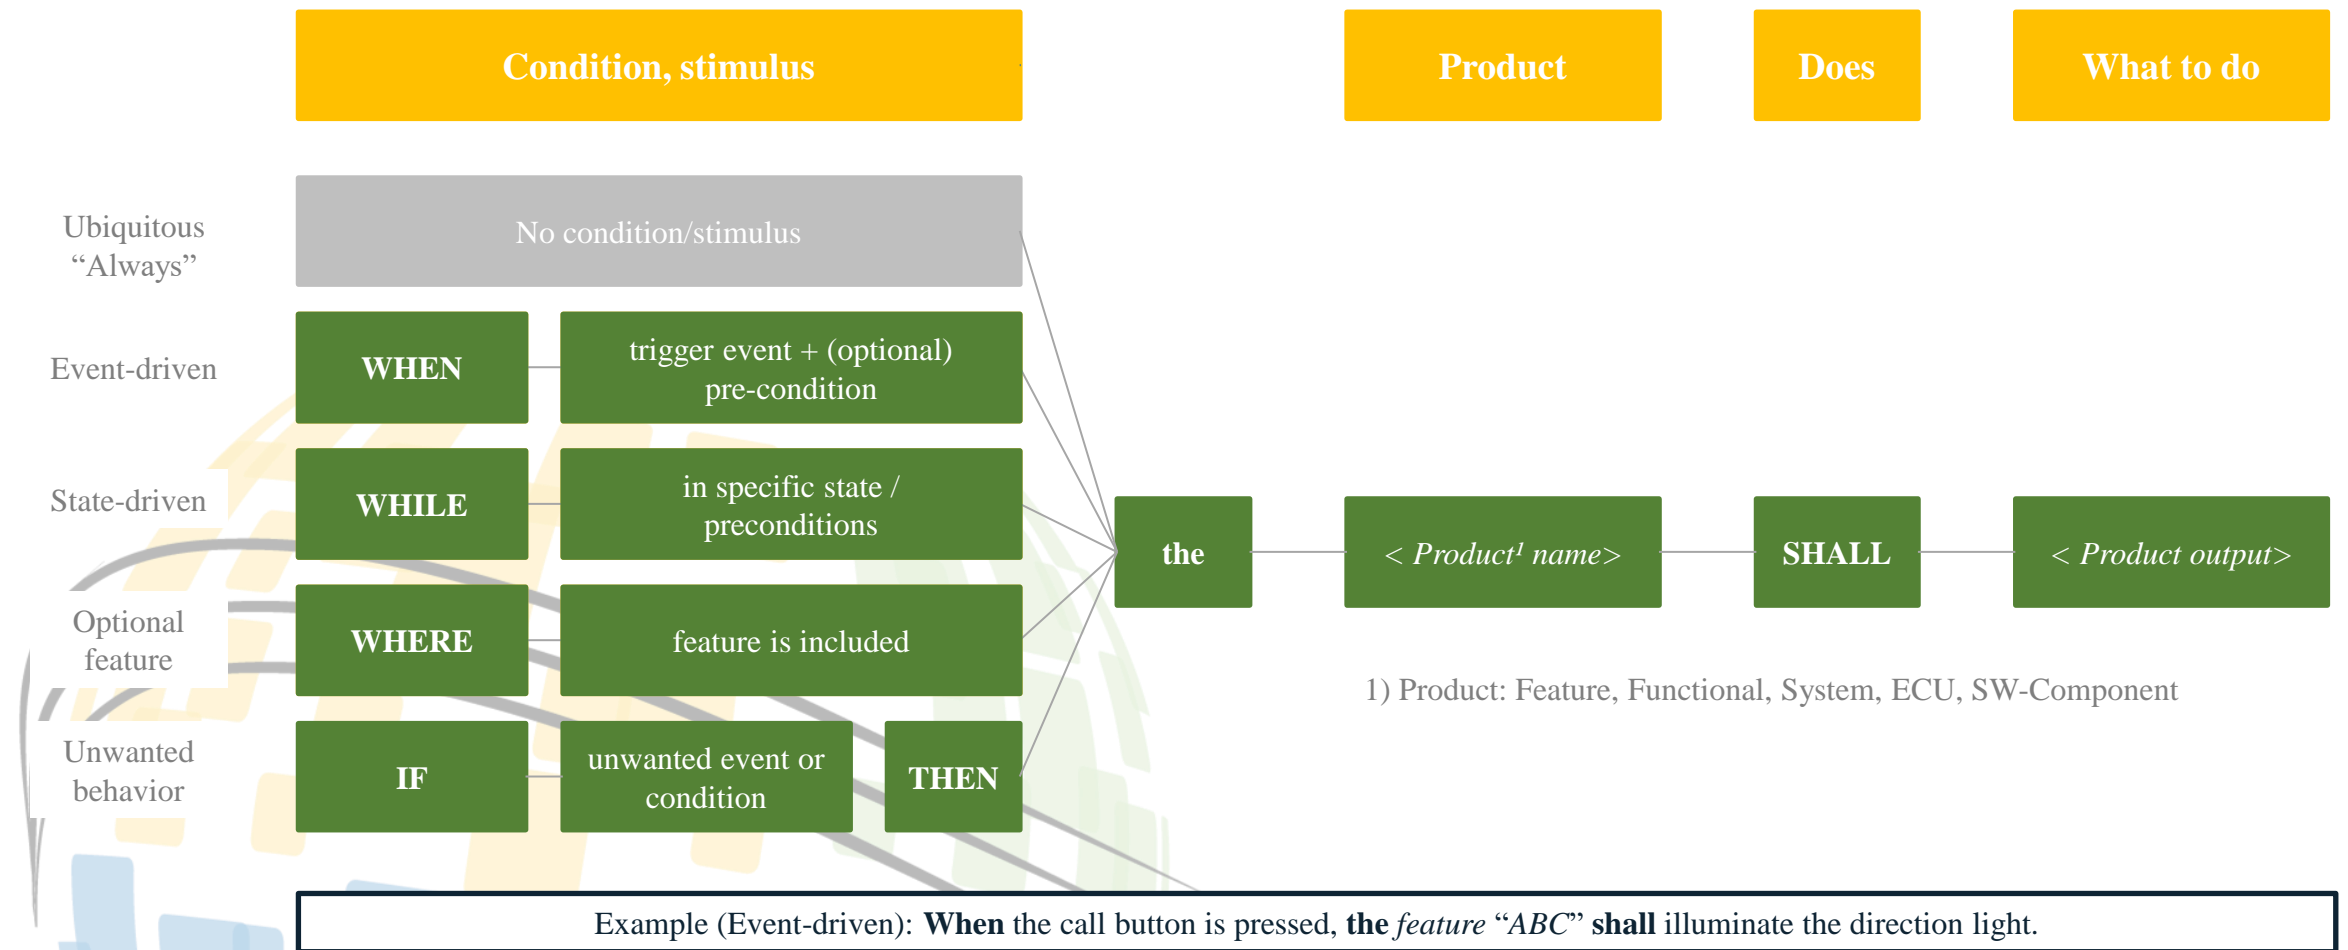 Condition, stimulus
Product
Does
What to do
Ubiquitous
“Always”
No condition/stimulus
Event-driven
WHEN
trigger event + (optional)
pre-condition
State-driven
WHILE
in specific state /
preconditions
the
< Product¹ name>
SHALL
< Product output>
Optional
feature
WHERE
feature is included
1) Product: Feature, Functional, System, ECU, SW-Component
Unwanted
behavior
IF
unwanted event or
condition
THEN
Example (Event-driven): When the call button is pressed, the feature “ABC” shall illuminate the direction light.